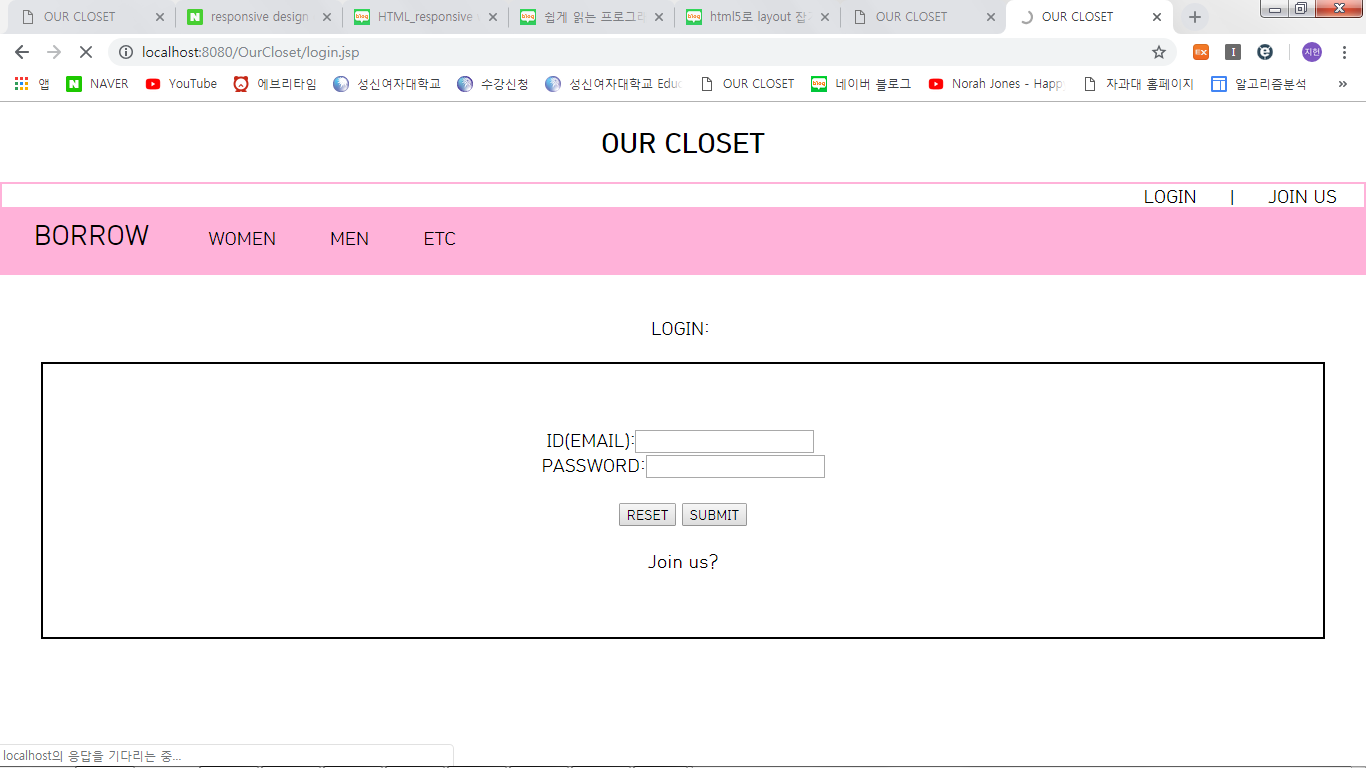 OUR CLOSET
responsive design
HTML_responsive
쉽게 읽는 프로그래
html5로 layout 잡
OUR CLOSET
OUR CLOSET
localhost:8080/OurCloset/login.jsp
지헌
앱
NAVER
YouTube
에브리타임
성신여자대학교
수강신청
성신여자대학교 Educ
OUR CLOSET
네이버 블로그
Norah Jones - Happ
자과대 홈페이지
알고리즘분석
»
OUR CLOSET
LOGIN | JOIN US
BORROW WOMEN MEN ETC
LOGIN:
ID(EMAIL):
PASSWORD:
RESET SUBMIT
Join us?
localhost의 응답을 기다리는 중...